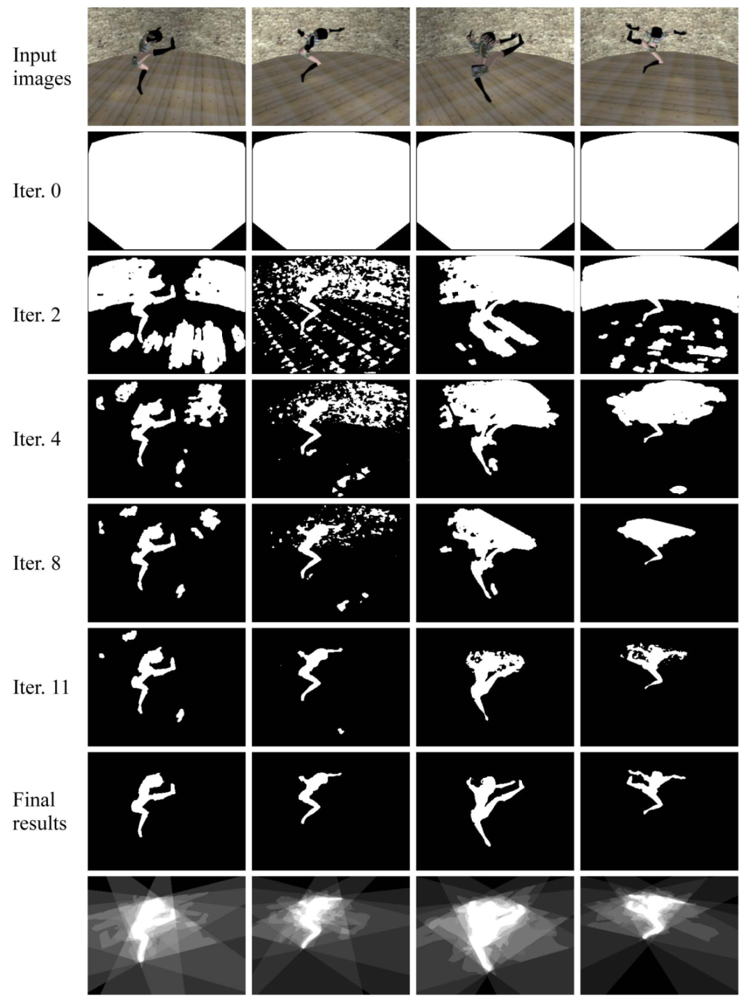 Input
images
Iter. 0
Iter. 2
Iter. 4
Iter. 8
Iter. 11
Final
results